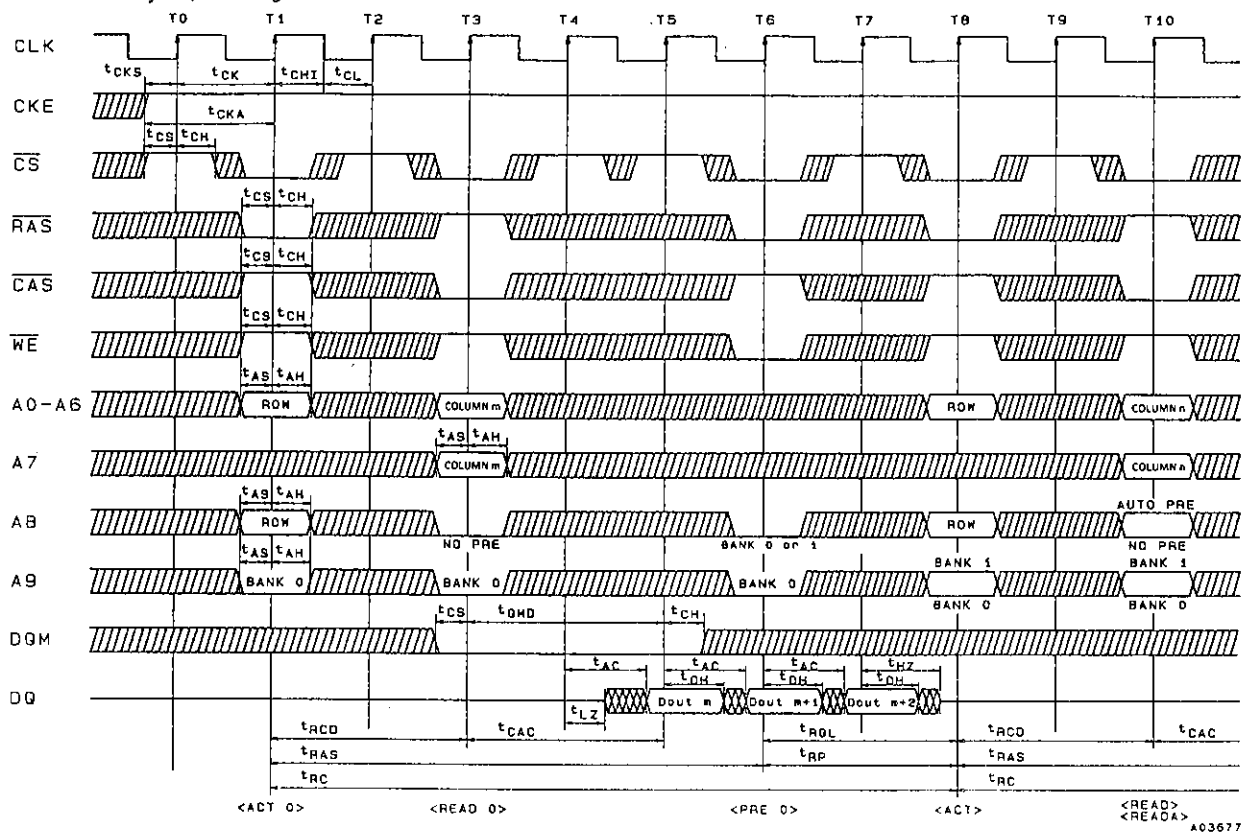 T0 T1 T2 T3 T4 T5 T6 T7 T8 T9 T10
CLK
tCKS tCK tCHI tCL
CKE
tCKA
tCS tCH
CS
tCS tCH
RAS
tCS tCH
CAS
tCS tCH
WE
tAS tAH
A0-A6 ROW COLUMN m ROW COLUMN n
tAS tAH
A7 COLUMN m COLUMN n
tAS tAH AUTO PRE
A8 ROW ROW
NO PRE BANK 0 or 1 NO PRE
tAS tAH BANK 1 BANK 1
A9 BANK 0 BANK 0 BANK 0
BANK 0 BANK 0
tCS tQMD tCH
DQM
tAC tAC tAC tHZ
tOH tOH tOH
DQ Dout m Dout m+1 Dout m+2
tLZ
tRCD tCAC tRQL tRCD tCAC
tRAS tRP tRAS
tRC tRC
<ACT 0> <READ 0> <PRE 0> <ACT> <READ>
<READA>
A03677